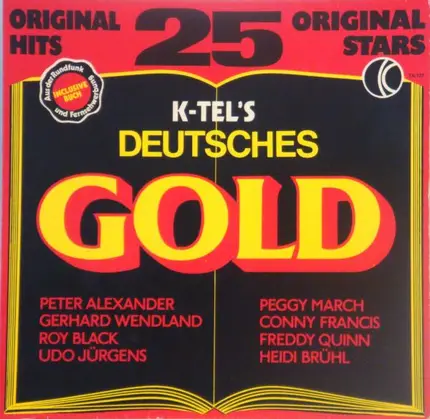 ORIGINAL HITS
25
ORIGINAL STARS
K
Aus der Rundfunk
INCLUSIVE
BUCH
und Fernsehwerbung
K-TEL'S
DEUTSCHES
GOLD
PETER ALEXANDER
GERHARD WENDLAND
ROY BLACK
UDO JÜRGENS
PEGGY MARCH
CONNY FRANCIS
FREDDY QUINN
HEIDI BRÜHL